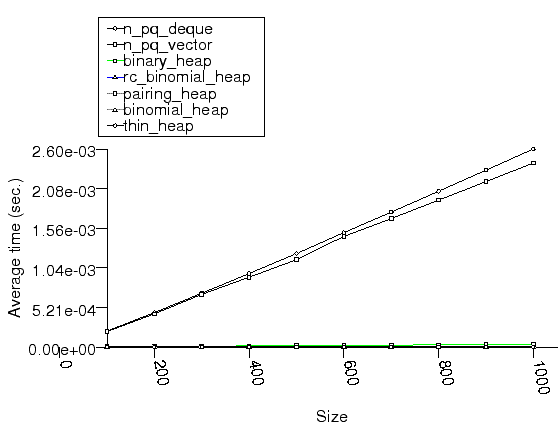 n_pq_deque
n_pq_vector
binary_heap
rc_binomial_heap
pairing_heap
binomial_heap
thin_heap
2.60e-03
2.08e-03
1.56e-03
1.04e-03
5.21e-04
0.00e+00
Average time (sec.)
0 200 400 600 800 1000
Size